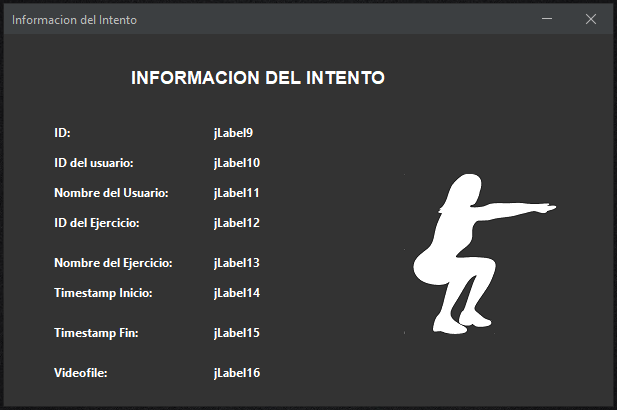 Informacion del Intento
INFORMACION DEL INTENTO
ID: jLabel9
ID del usuario: jLabel10
Nombre del Usuario: jLabel11
ID del Ejercicio: jLabel12
Nombre del Ejercicio: jLabel13
Timestamp Inicio: jLabel14
Timestamp Fin: jLabel15
Videofile: jLabel16